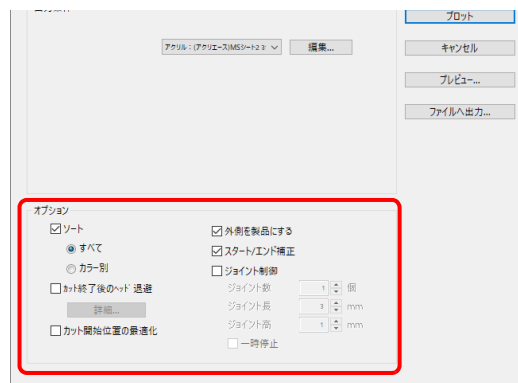 プロット
アクリル：(アクリエース)MSシート2 3ﾐ
編集...
キャンセル
プレビュー...
ファイルへ出力...
オプション
ソート
すべて
カラー別
ｶｯﾄ終了後のﾍｯﾄﾞ退避
詳細...
カット開始位置の最適化
外側を製品にする
スタート/エンド補正
ジョイント制御
ジョイント数 1 個
ジョイント長 3 mm
ジョイント高 1 mm
一時停止